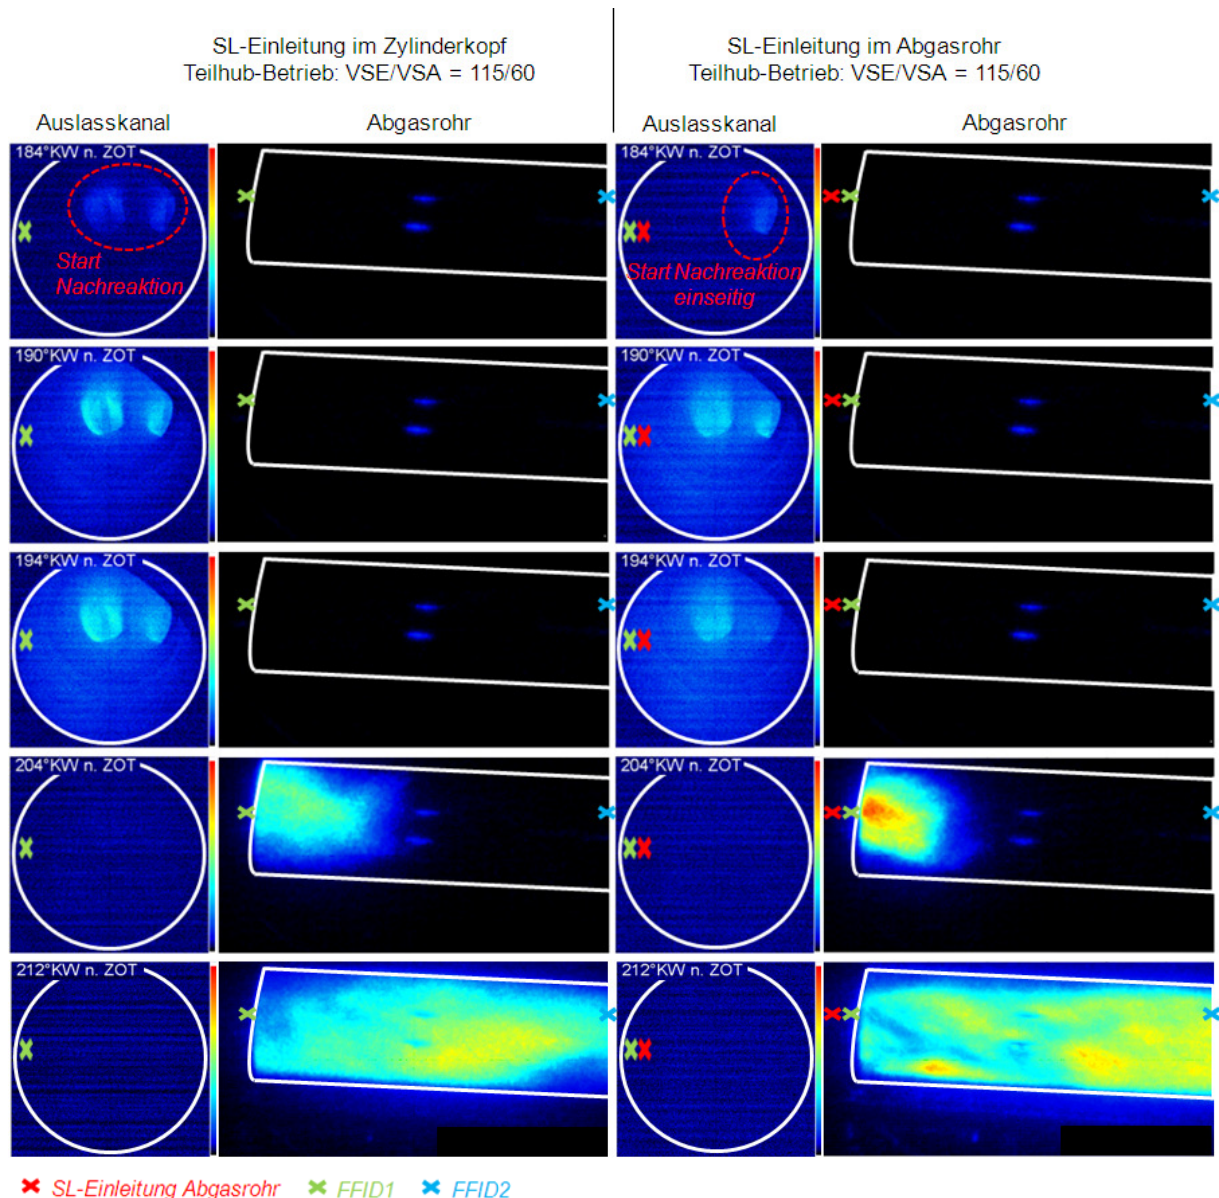 SL-Einleitung im Zylinderkopf
Teilhub-Betrieb: VSE/VSA = 115/60
SL-Einleitung im Abgasrohr
Teilhub-Betrieb: VSE/VSA = 115/60
Auslasskanal
Abgasrohr
Auslasskanal
Abgasrohr
184°KW n. ZOT
Start
Nachreaktion
184°KW n. ZOT
Start Nachreaktion
einseitig
190°KW n. ZOT
190°KW n. ZOT
194°KW n. ZOT
194°KW n. ZOT
204°KW n. ZOT
204°KW n. ZOT
212°KW n. ZOT
212°KW n. ZOT
SL-Einleitung Abgasrohr
FFID1
FFID2